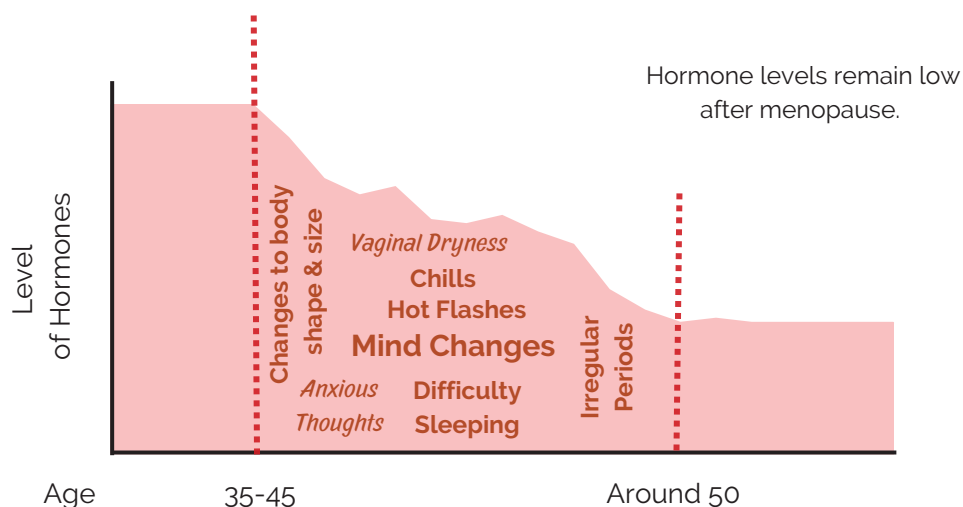 Hormone levels remain low
after menopause.
Level
of Hormones
Changes to body
shape & size
Vaginal Dryness
Chills
Hot Flashes
Mind Changes
Anxious
Thoughts
Difficulty
Sleeping
Irregular
Periods
Age
35-45
Around 50